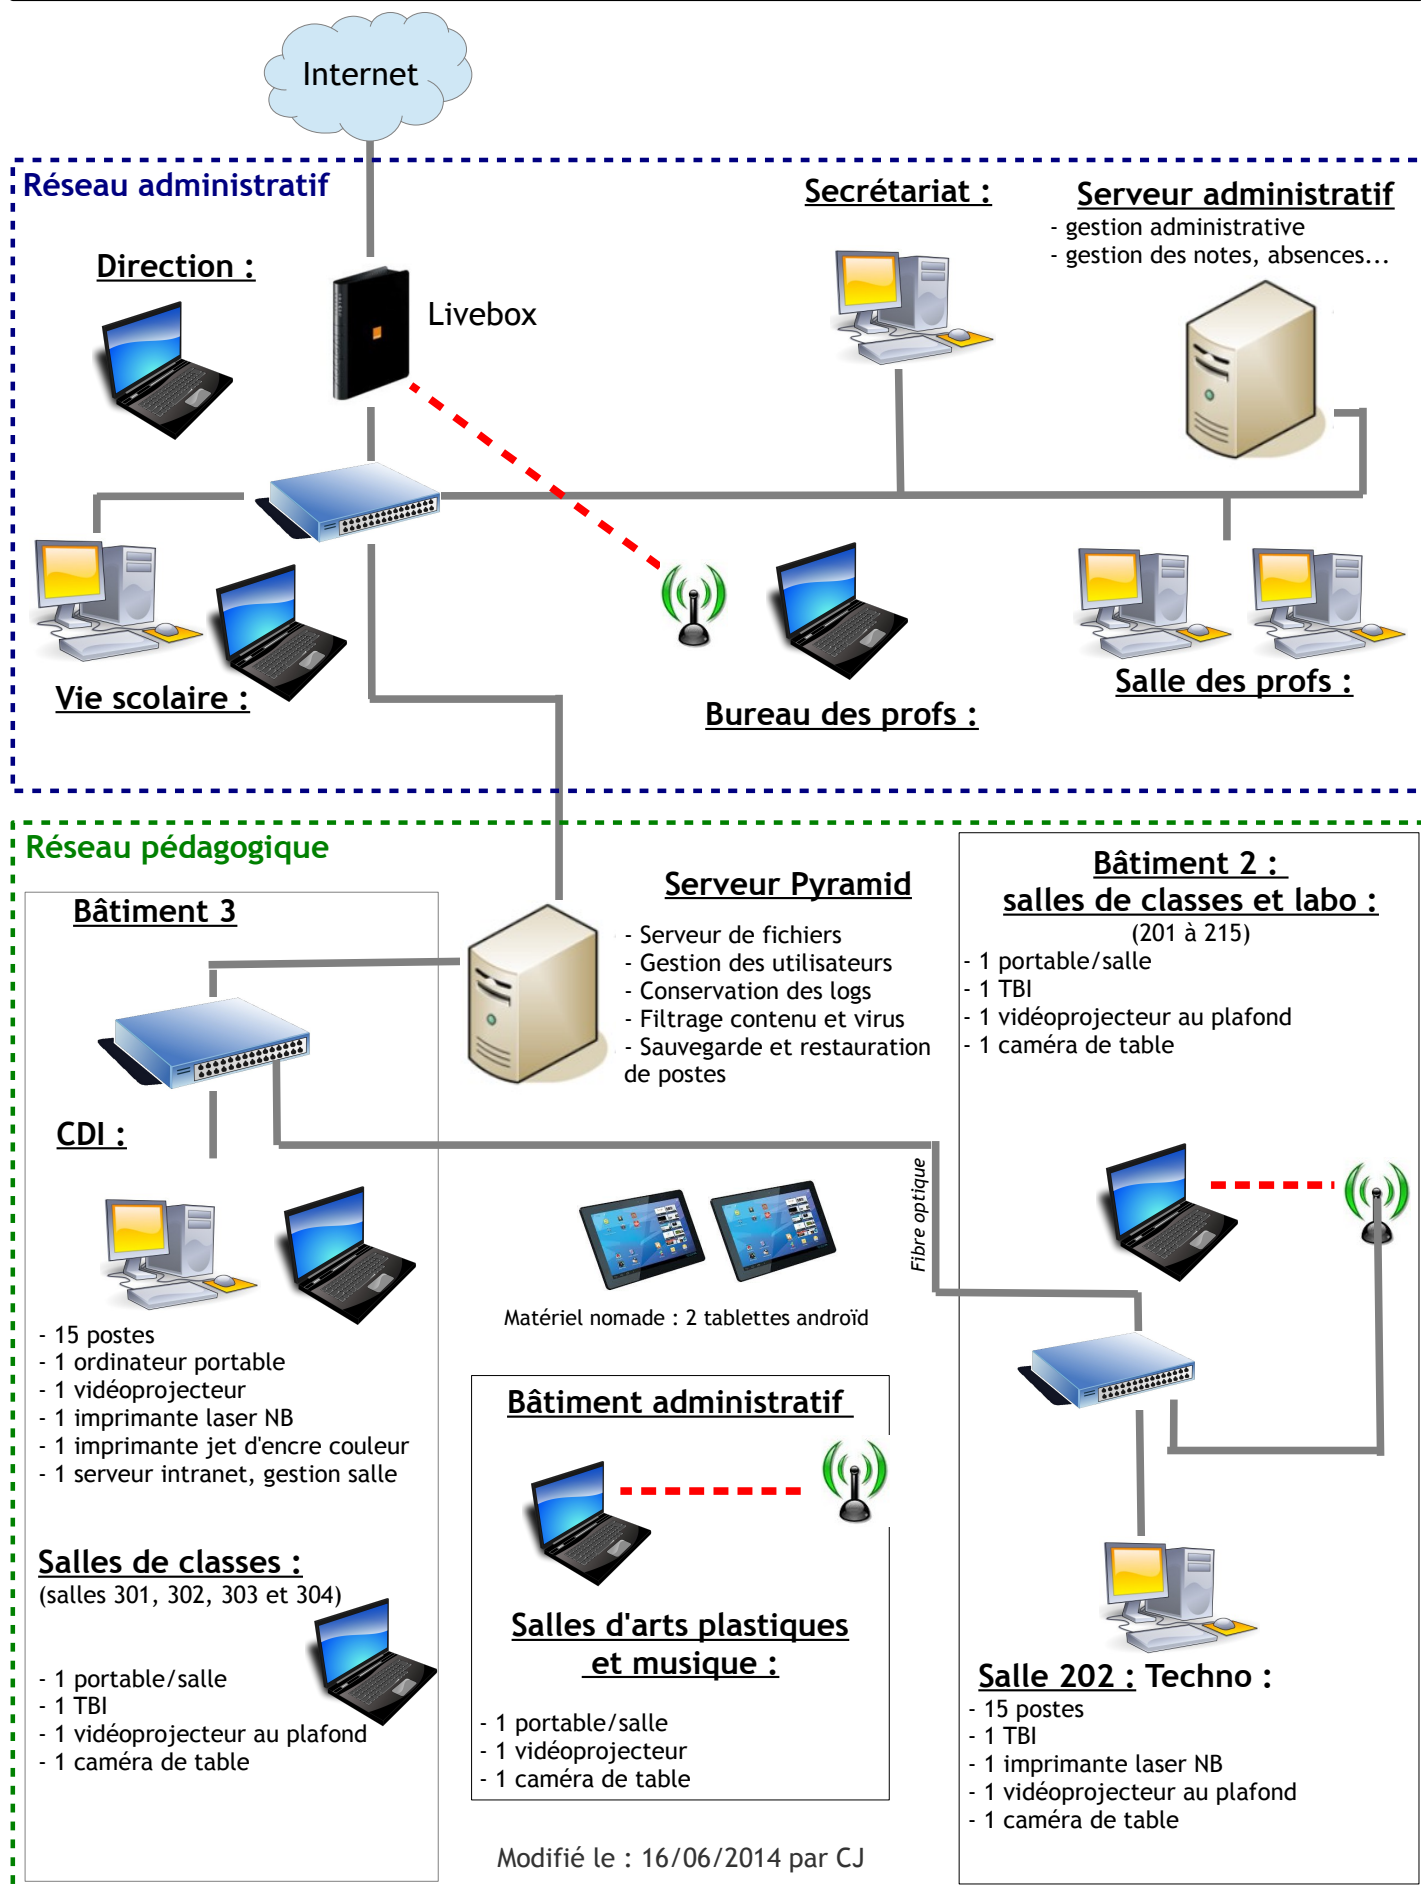 Internet
Réseau administratif
Secrétariat :
Serveur administratif
- gestion administrative
- gestion des notes, absences...
Direction :
Livebox
Vie scolaire :
Bureau des profs :
Salle des profs :
Réseau pédagogique
Bâtiment 3
Serveur Pyramid
- Serveur de fichiers
- Gestion des utilisateurs
- Conservation des logs
- Filtrage contenu et virus
- Sauvegarde et restauration
de postes
Bâtiment 2 :
salles de classes et labo :
(201 à 215)
- 1 portable/salle
- 1 TBI
- 1 vidéoprojecteur au plafond
- 1 caméra de table
CDI :
- 15 postes
- 1 ordinateur portable
- 1 vidéoprojecteur
- 1 imprimante laser NB
- 1 imprimante jet d'encre couleur
- 1 serveur intranet, gestion salle
Fibre optique
Matériel nomade : 2 tablettes androïd
Salles de classes :
(salles 301, 302, 303 et 304)
- 1 portable/salle
- 1 TBI
- 1 vidéoprojecteur au plafond
- 1 caméra de table
Bâtiment administratif
Salles d'arts plastiques
et musique :
- 1 portable/salle
- 1 vidéoprojecteur
- 1 caméra de table
Salle 202 : Techno :
- 15 postes
- 1 TBI
- 1 imprimante laser NB
- 1 vidéoprojecteur au plafond
- 1 caméra de table
Modifié le : 16/06/2014 par CJ